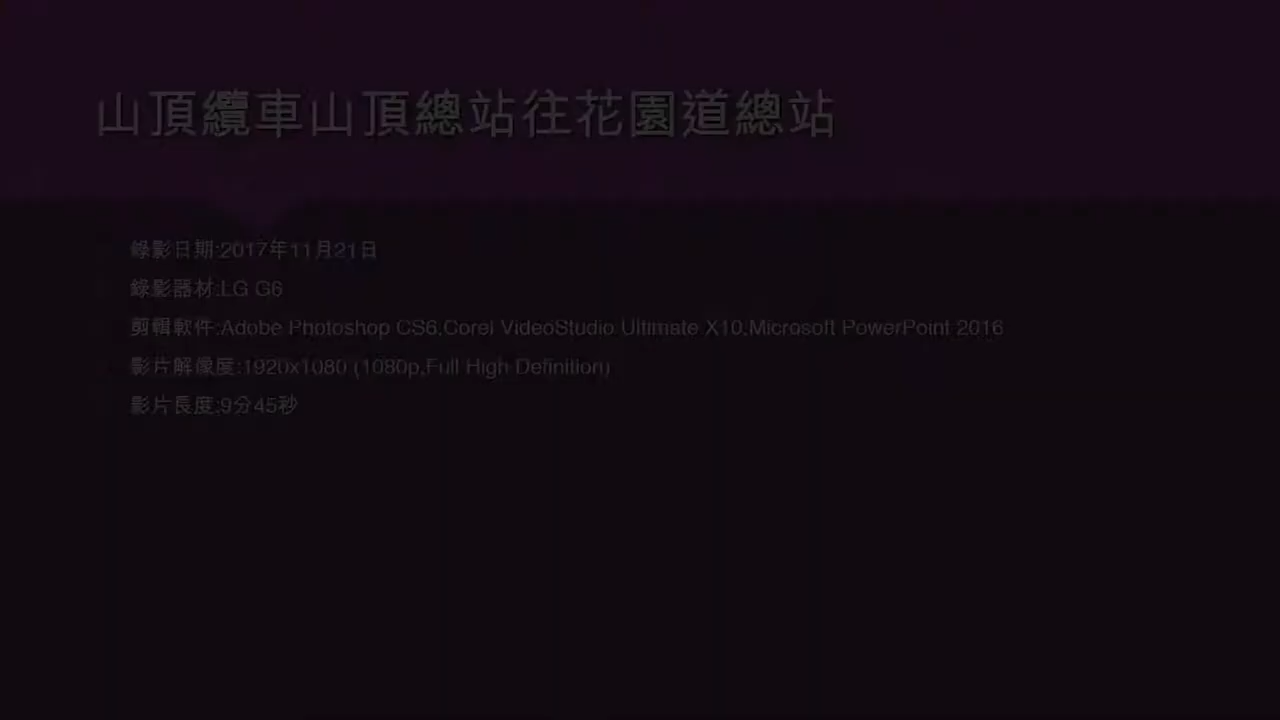 山頂纜車山頂總站往花園道總站
錄影日期:2017年11月21日
錄影器材:LG G6
剪輯軟件:Adobe Photoshop CS6,Corel VideoStudio Ultimate X10,Microsoft PowerPoint 2016
影片解像度:1920x1080 (1080p,Full High Definition)
影片長度:9分45秒